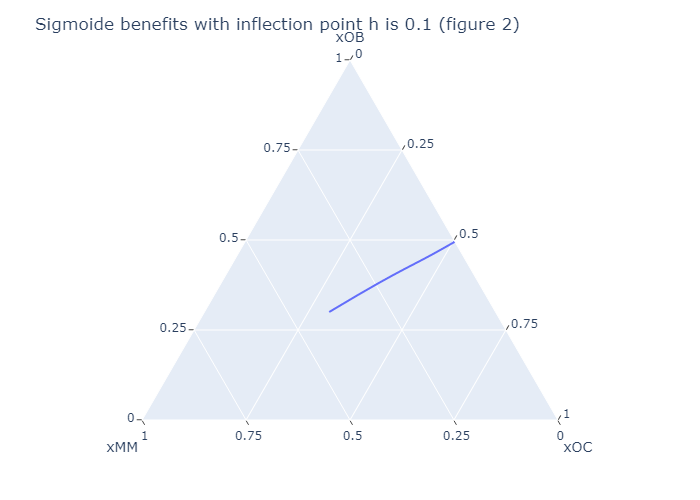 Sigmoide benefits with inflection point h is 0.1 (figure 2)
xOB
1 0
0.75 0.25
0.5 0.5
0.25 0.75
0 1
1 0.75 0.5 0.25 0
xMM xOC